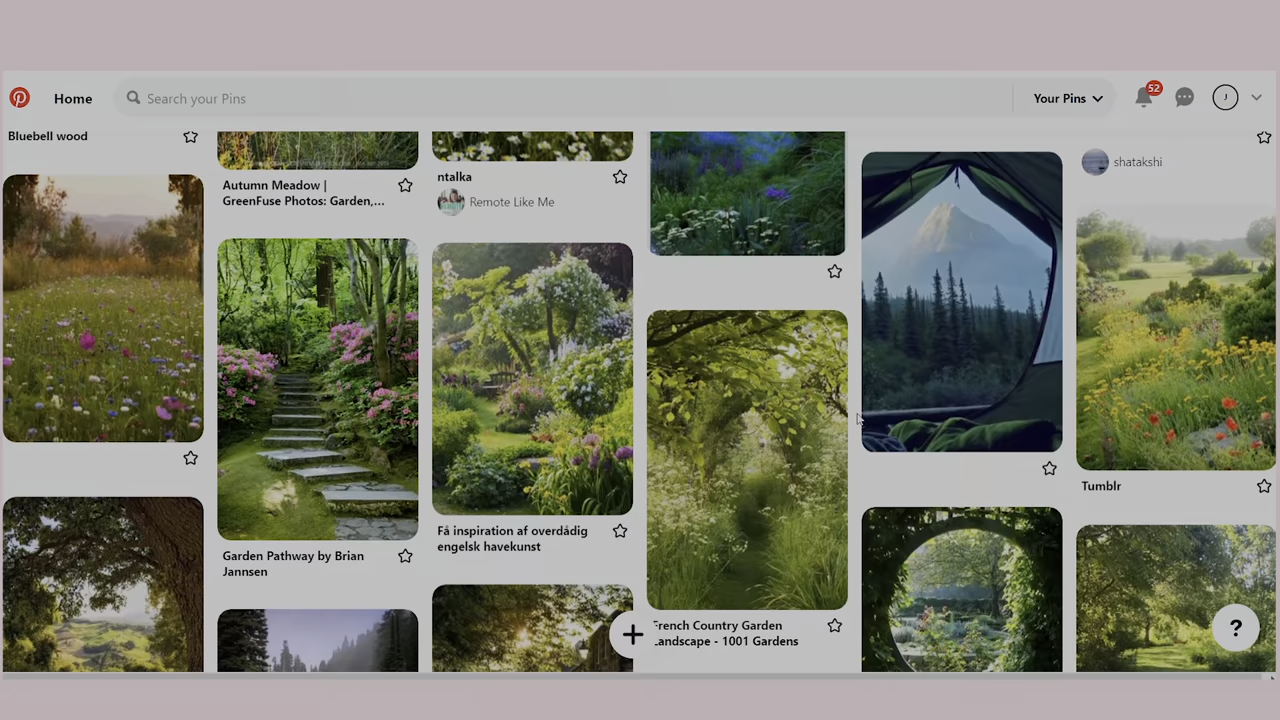 Home
Search your Pins
Your Pins
52
J
Bluebell wood
Autumn Meadow |
GreenFuse Photos: Garden,...
ntalka
Remote Like Me
shatakshi
Garden Pathway by Brian
Jannsen
Få inspiration af overdådig
engelsk havekunst
French Country Garden
Landscape - 1001 Gardens
Tumblr
?